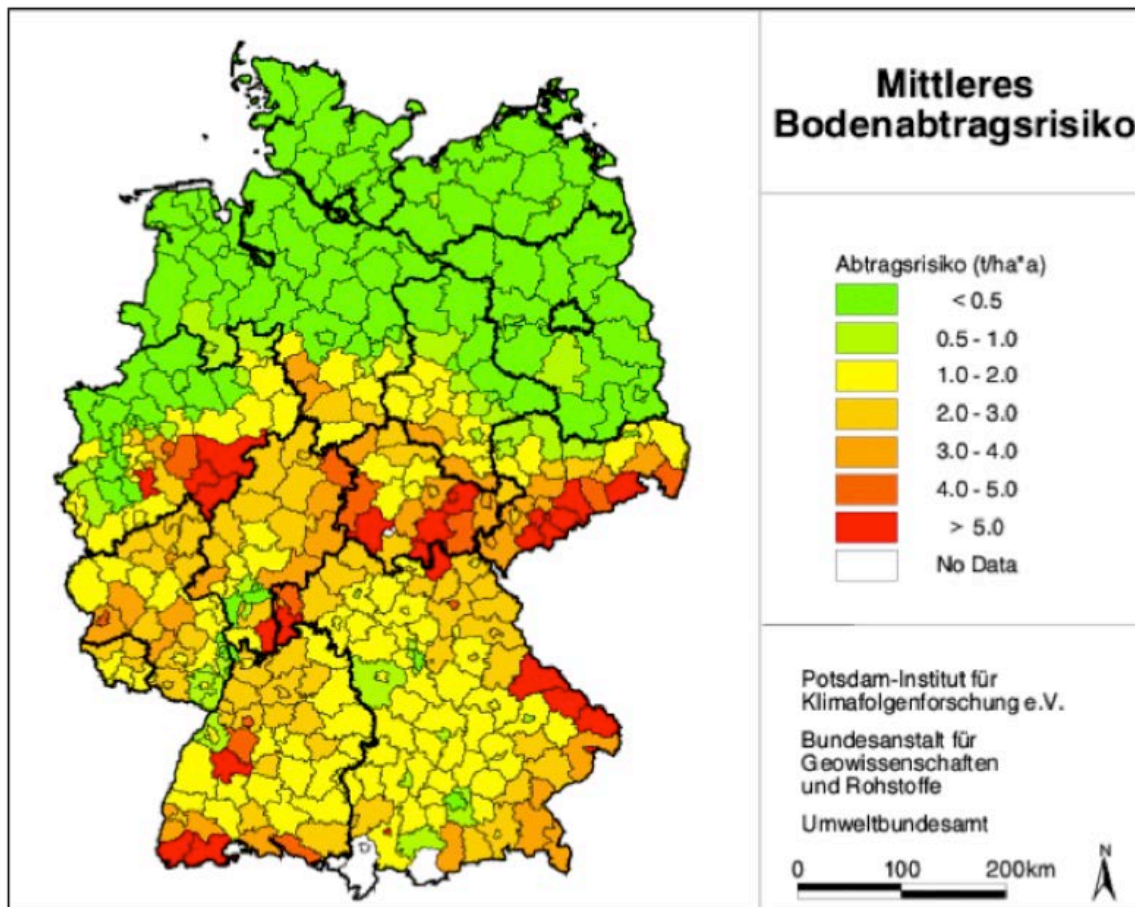 Mittleres
Bodenabtragsrisiko
Abtragsrisiko (t/ha*a)
< 0.5
0.5 - 1.0
1.0 - 2.0
2.0 - 3.0
3.0 - 4.0
4.0 - 5.0
> 5.0
No Data
Potsdam-Institut für
Klimafolgenforschung e.V.
Bundesanstalt für
Geowissenschaften
und Rohstoffe
Umweltbundesamt
N
0 100 200km